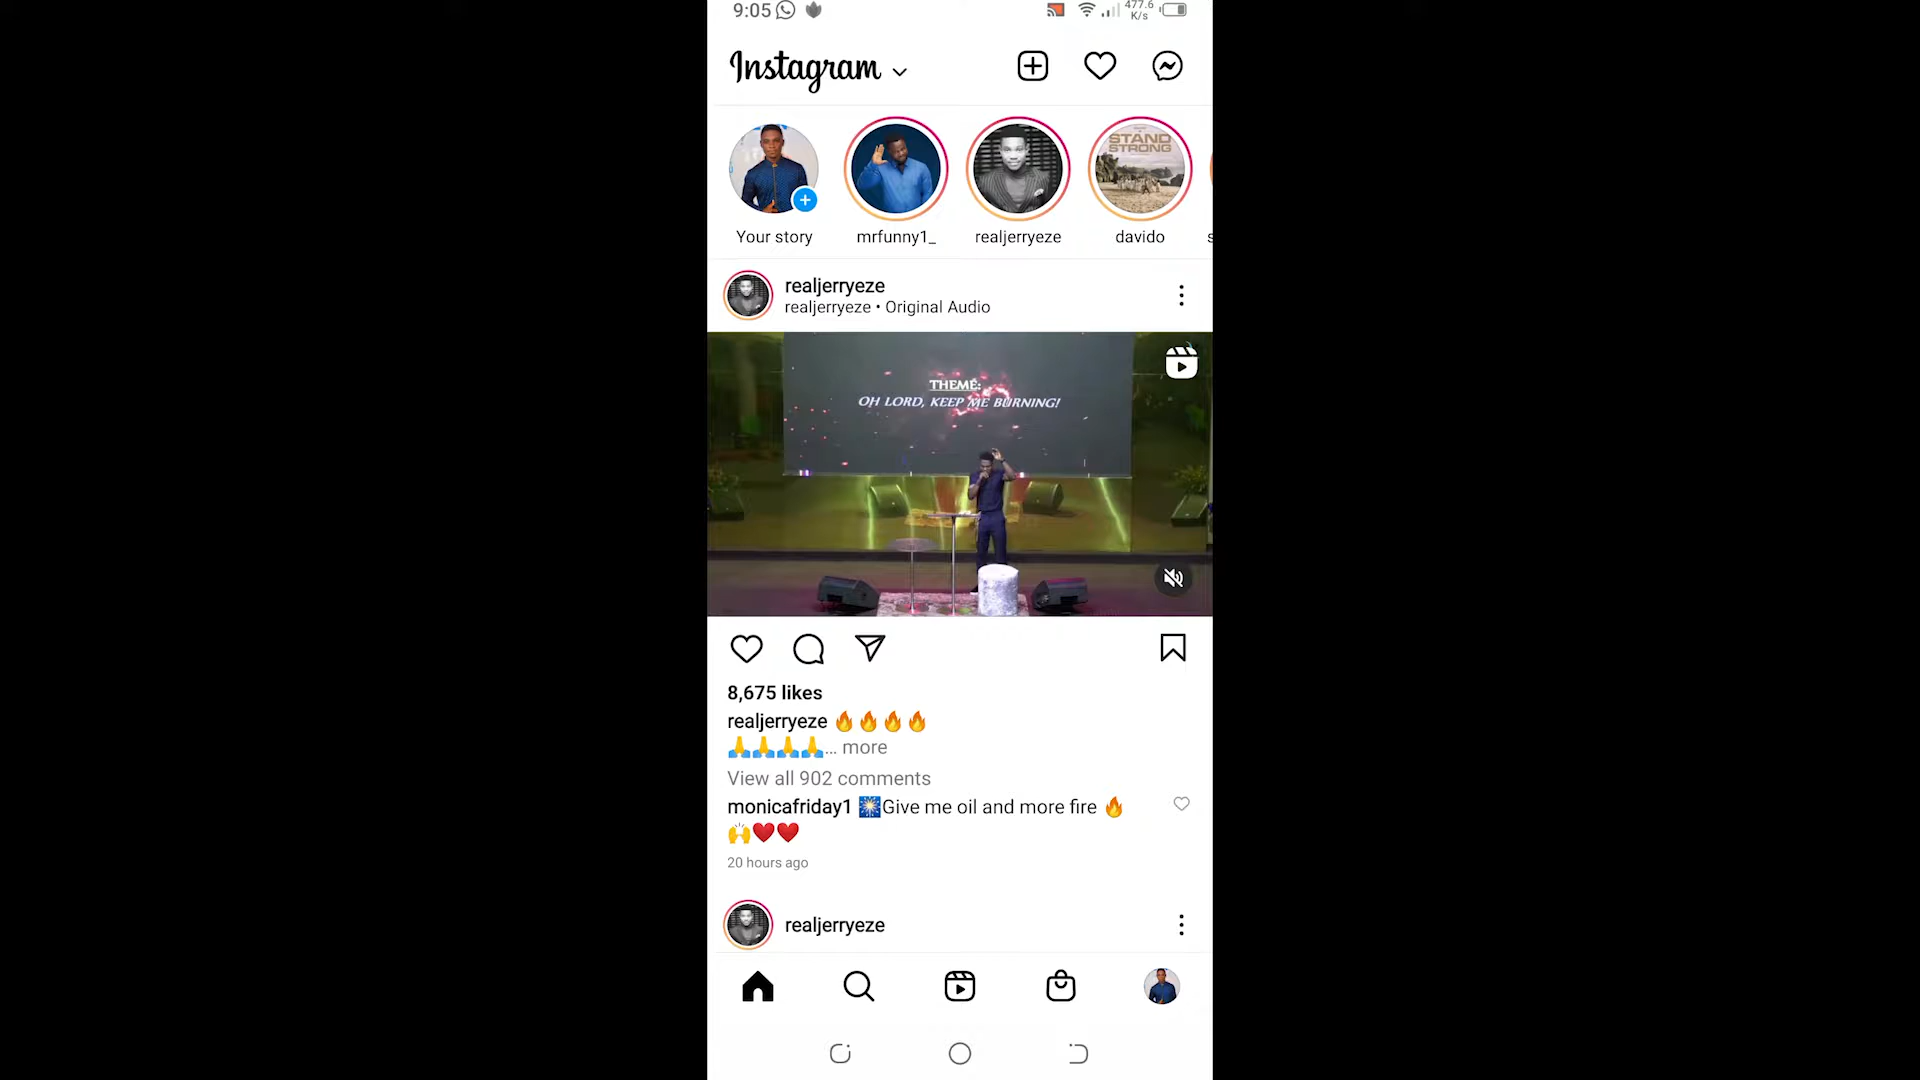 9:05
477.6
K/s
Instagram
STAND
STRONG
Your story
mrfunny1_
realjerryeze
davido
s
realjerryeze
realjerryeze • Original Audio
THEME:
OH LORD, KEEP ME BURNING!
8,675 likes
realjerryeze 🔥🔥🔥🔥
🙏🙏🙏🙏... more
View all 902 comments
monicafriday1 🎆Give me oil and more fire 🔥
🙌❤️❤️
20 hours ago
realjerryeze